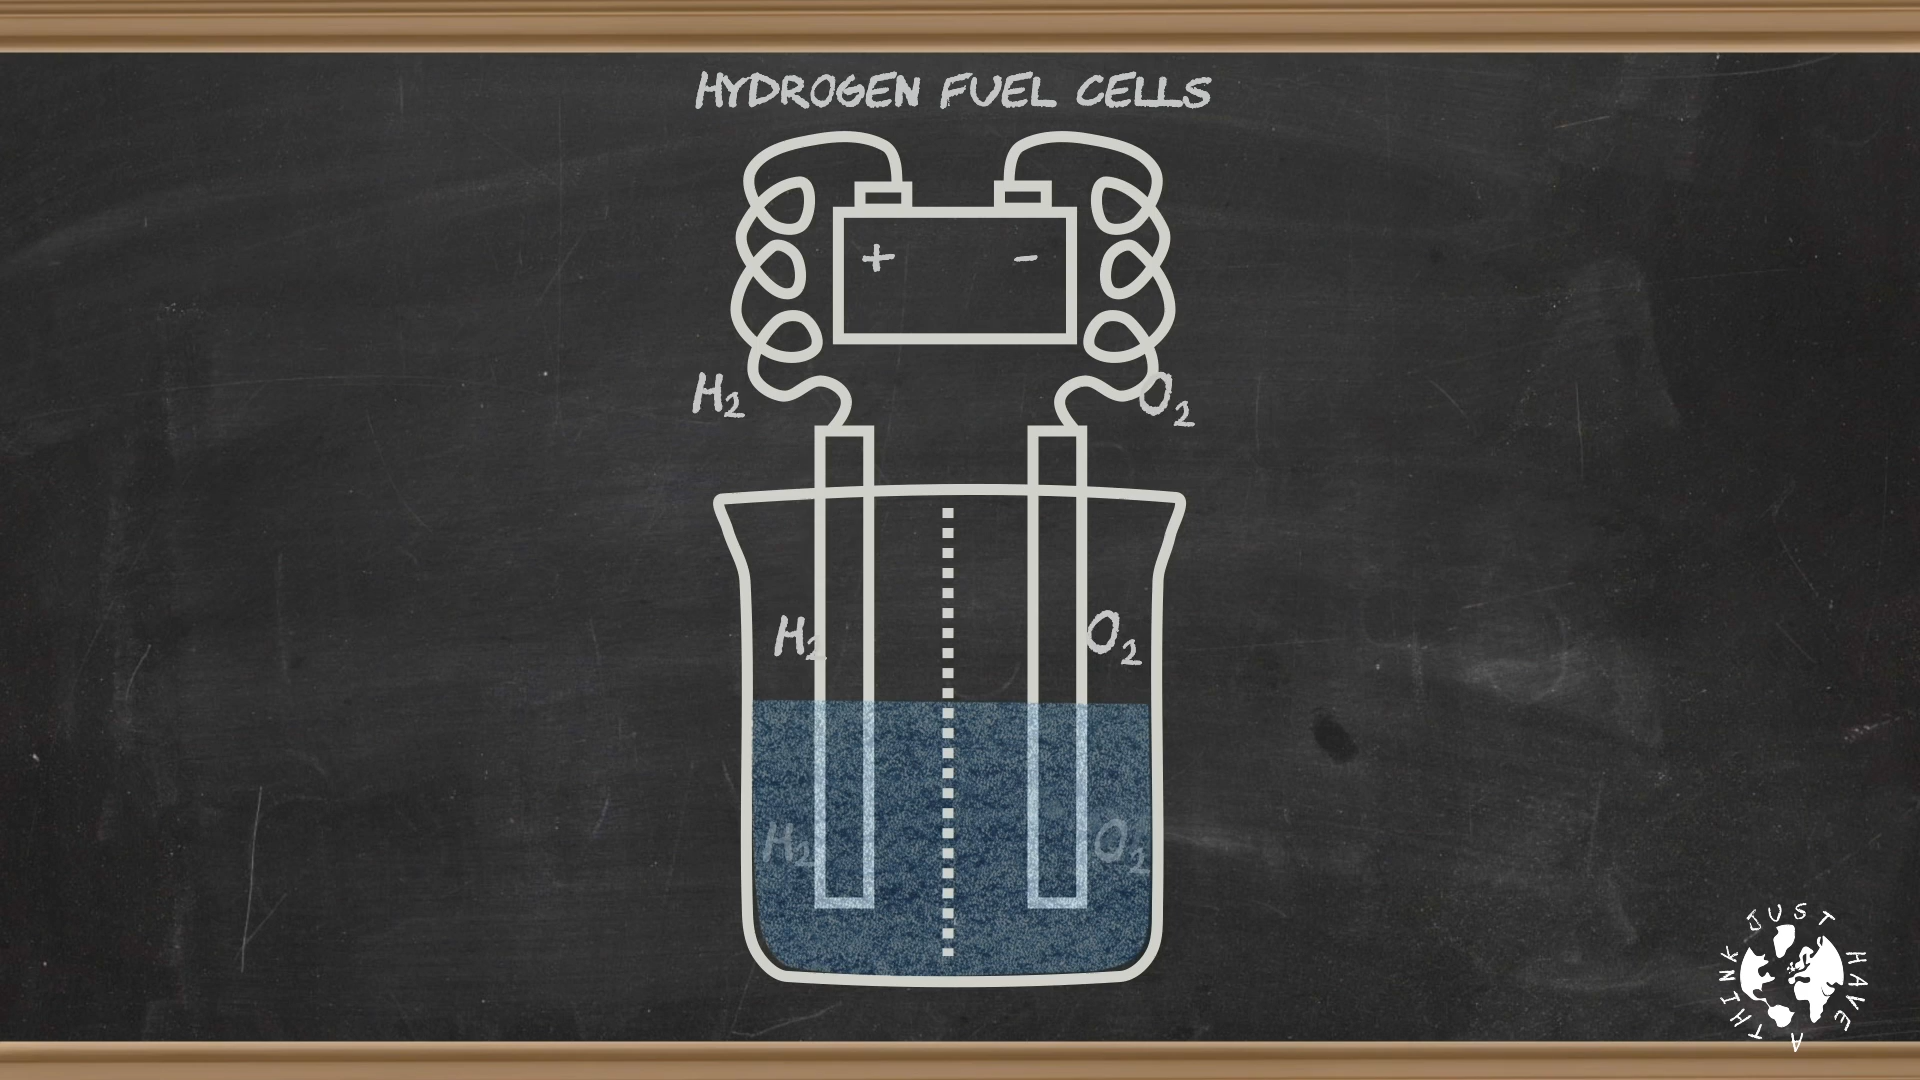 HYDROGEN FUEL CELLS
+ -
H₂ O₂
H₂ O₂
H₂ O₂
JUST HAVE A THINK